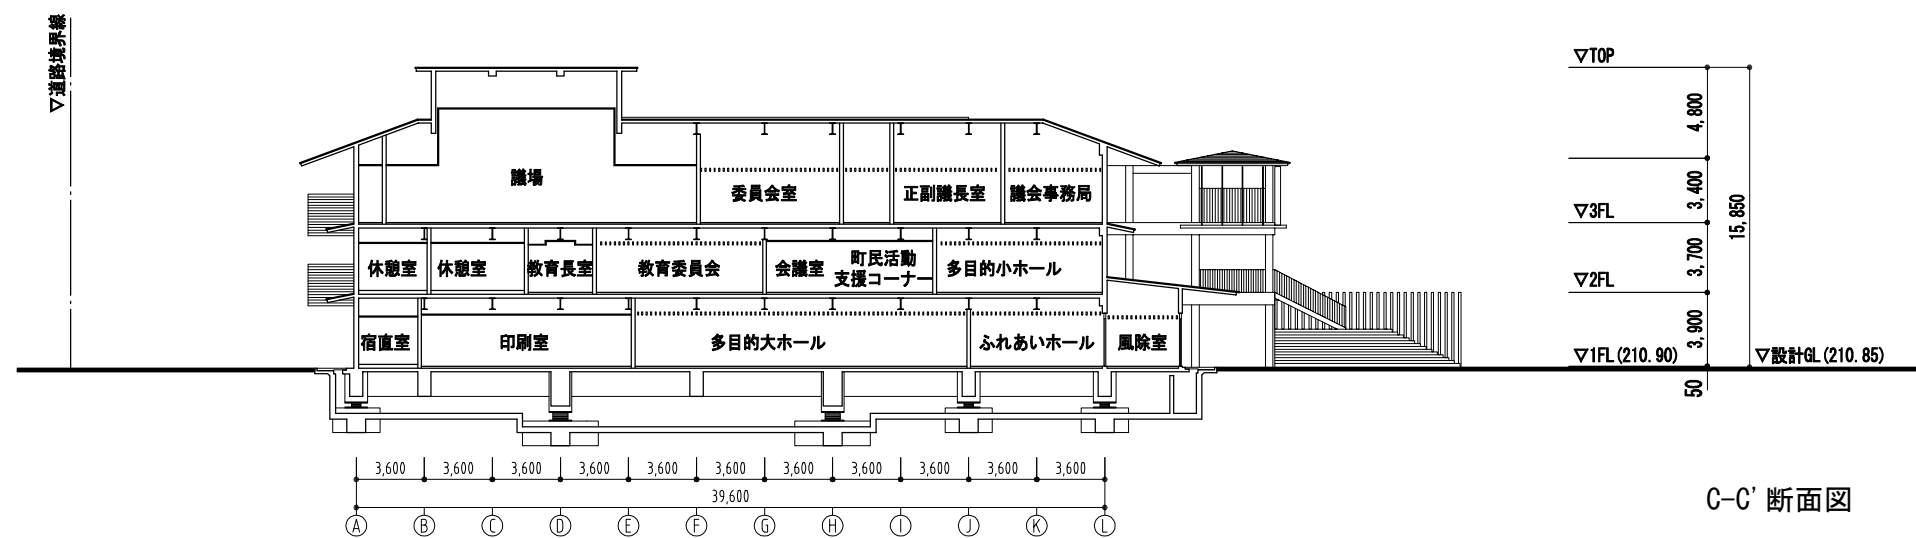 ▽道路境界線
▽TOP
4,800
議場
委員会室
正副議長室
議会事務局
3,400
▽3FL
15,850
休憩室
休憩室
教育長室
教育委員会
会議室
町民活動
支援コーナー
多目的小ホール
3,700
▽2FL
宿直室
印刷室
多目的大ホール
ふれあいホール
風除室
3,900
▽1FL(210.90)
▽設計GL(210.85)
50
3,600 3,600 3,600 3,600 3,600 3,600 3,600 3,600 3,600 3,600 3,600
39,600
A B C D E F G H I J K L
C-C' 断面図